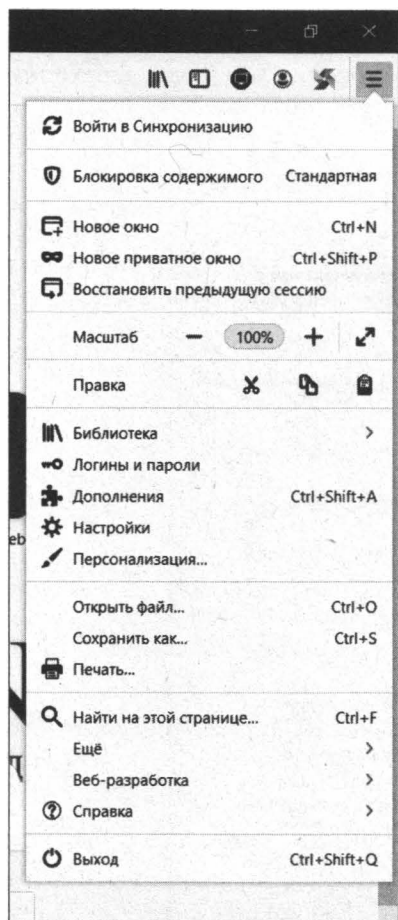 Войти в Синхронизацию
Блокировка содержимого Стандартная
Новое окно Ctrl+N
Новое приватное окно Ctrl+Shift+P
Восстановить предыдущую сессию
Масштаб − 100% +
Правка
Библиотека >
Логины и пароли
Дополнения Ctrl+Shift+A
Настройки
eb
Персонализация...
Открыть файл... Ctrl+O
Сохранить как... Ctrl+S
Печать...
Найти на этой странице... Ctrl+F
Ещё >
Веб-разработка >
Справка >
Выход Ctrl+Shift+Q